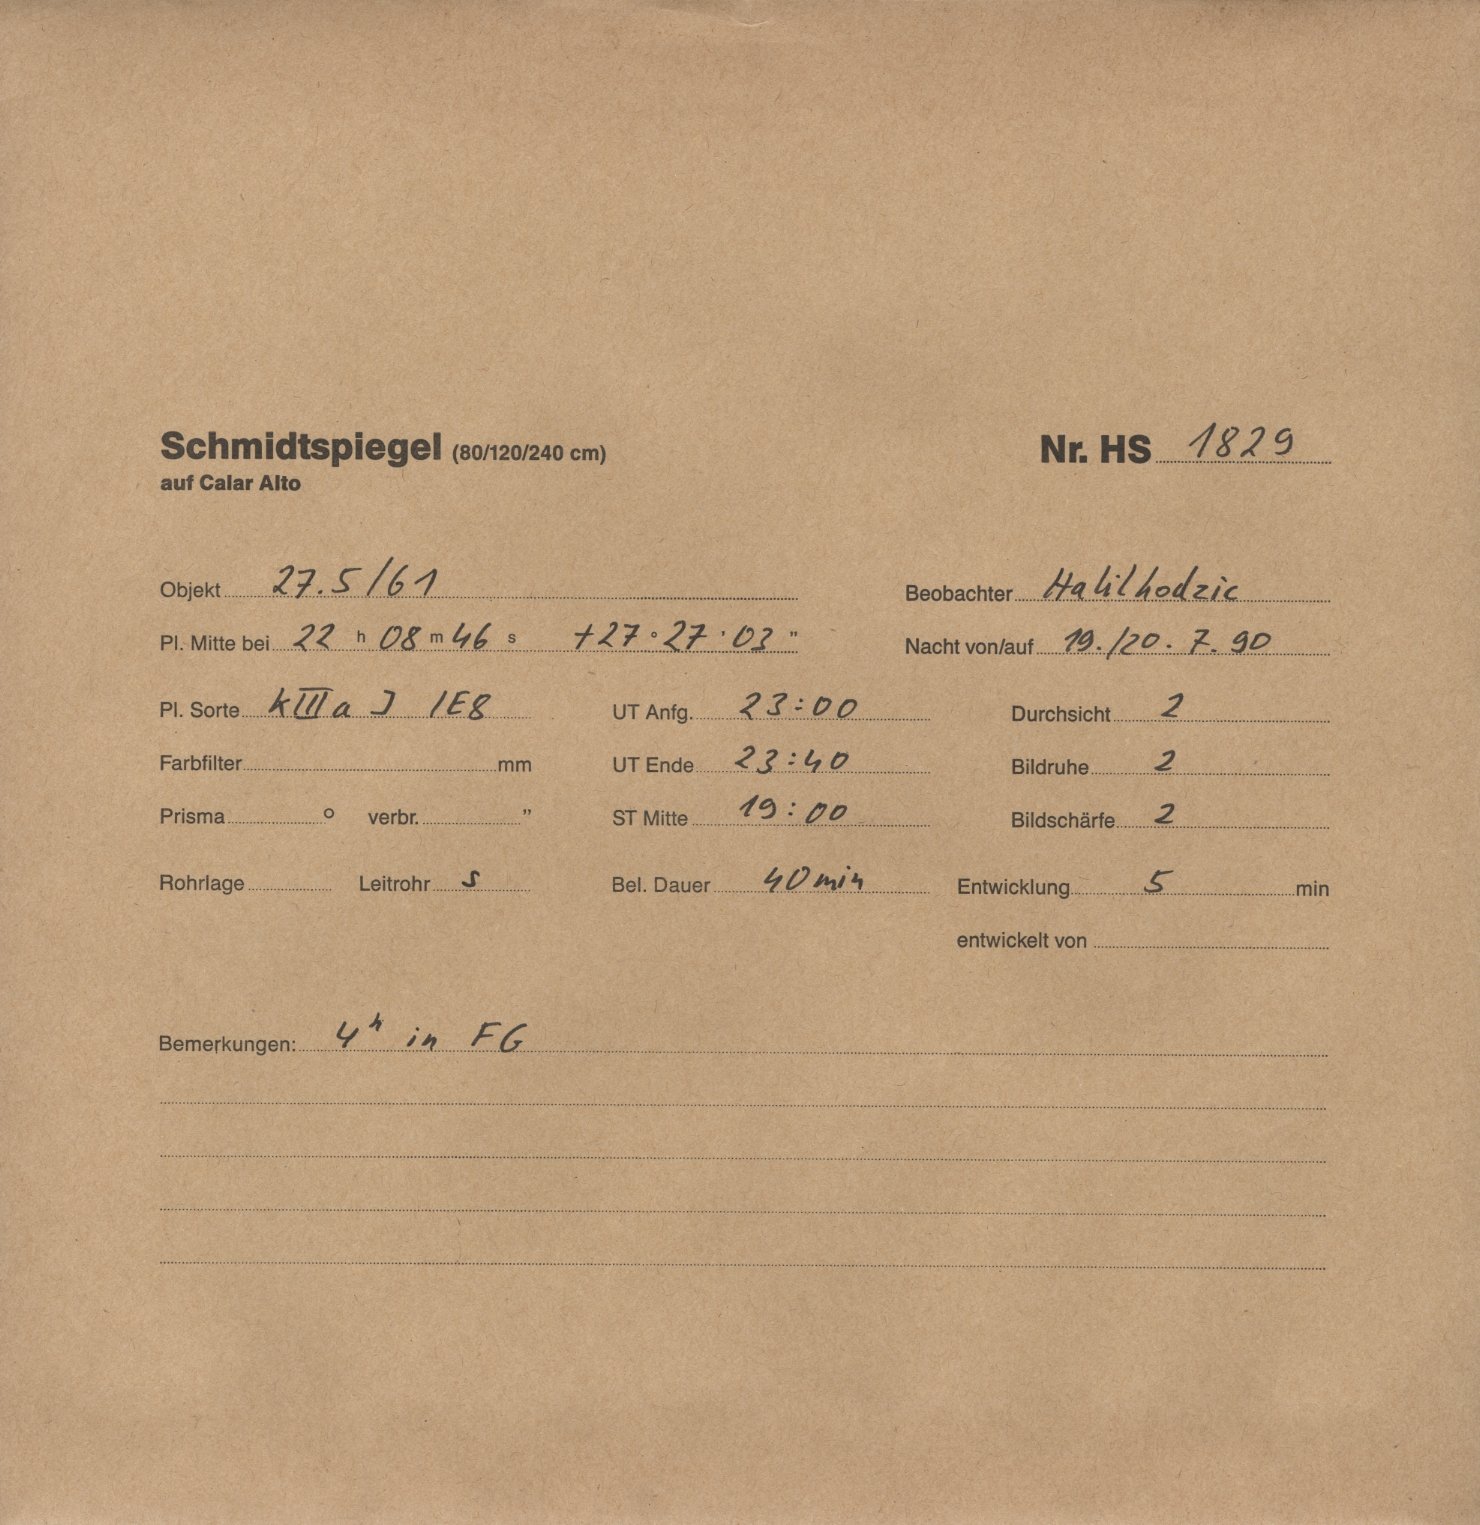 Schmidtspiegel (80/120/240 cm) Nr. HS 1829
auf Calar Alto
Objekt 27.5/61 Beobachter Halilhodzic
Pl. Mitte bei 22 h 08 m 46 s +27° 27' 03" Nacht von/auf 19./20. 7. 90
Pl. Sorte kIIIa J 1E8 UT Anfg. 23:00 Durchsicht 2
Farbfilter mm UT Ende 23:40 Bildruhe 2
Prisma ° verbr. " ST Mitte 19:00 Bildschärfe 2
Rohrlage Leitrohr S Bel. Dauer 40 min Entwicklung 5 min
entwickelt von
Bemerkungen: 4h in FG